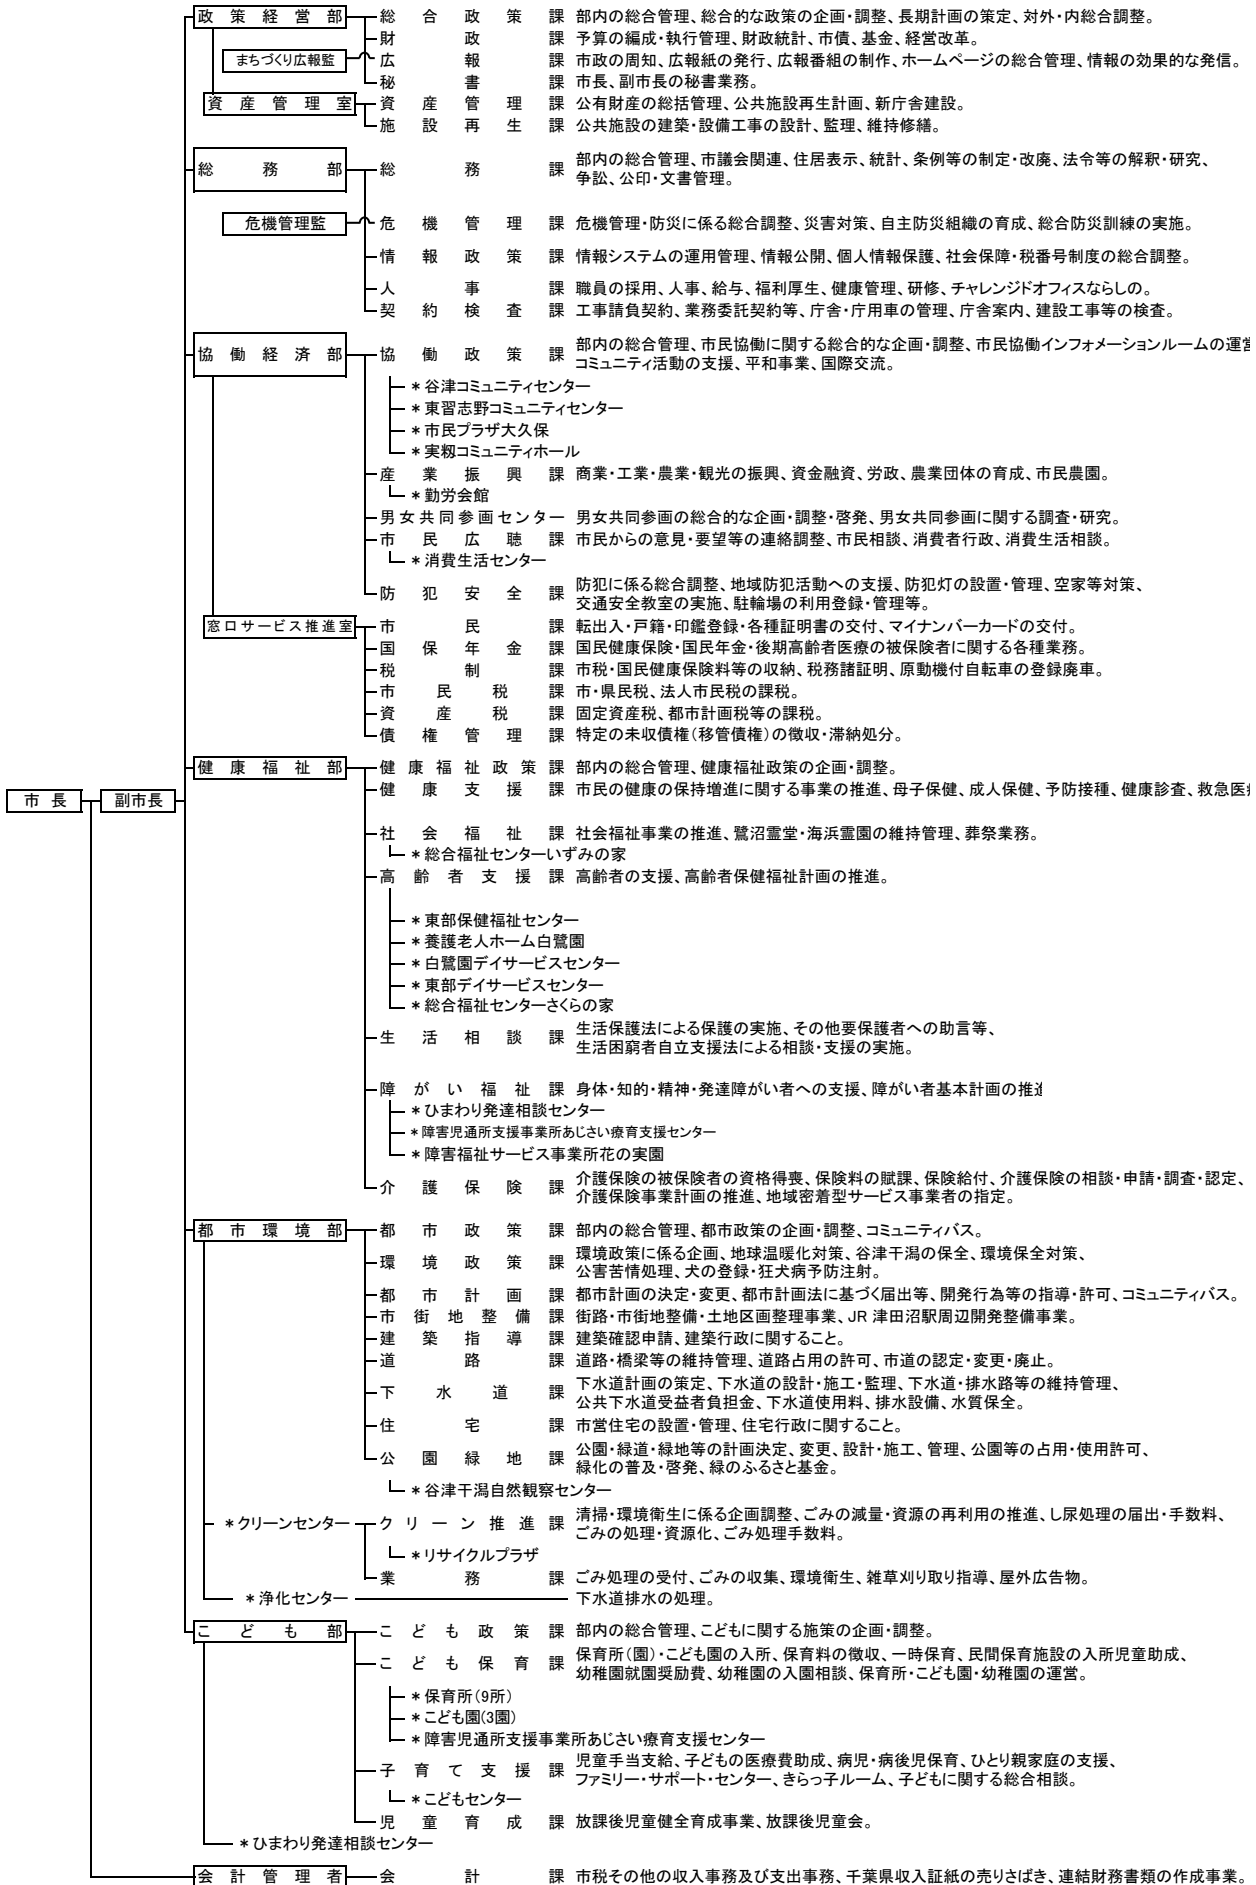 政策経営部 総合政策課 部内の総合管理、総合的な政策の企画・調整、長期計画の策定、対外・内総合調整。
財政課 予算の編成・執行管理、財政統計、市債、基金、経営改革。
まちづくり広報監 広報課 市政の周知、広報紙の発行、広報番組の制作、ホームページの総合管理、情報の効果的な発信。
秘書課 市長、副市長の秘書業務。
資産管理室 資産管理課 公有財産の総括管理、公共施設再生計画、新庁舎建設。
施設再生課 公共施設の建築・設備工事の設計、監理、維持修繕。
総務部 総務課 部内の総合管理、市議会関連、住居表示、統計、条例等の制定・改廃、法令等の解釈・研究、
争訟、公印・文書管理。
危機管理監 危機管理課 危機管理・防災に係る総合調整、災害対策、自主防災組織の育成、総合防災訓練の実施。
情報政策課 情報システムの運用管理、情報公開、個人情報保護、社会保障・税番号制度の総合調整。
人事課 職員の採用、人事、給与、福利厚生、健康管理、研修、チャレンジドオフィスならしの。
契約検査課 工事請負契約、業務委託契約等、庁舎・庁用車の管理、庁舎案内、建設工事等の検査。
協働経済部 協働政策課 部内の総合管理、市民協働に関する総合的な企画・調整、市民協働インフォメーションルームの運営
コミュニティ活動の支援、平和事業、国際交流。
＊谷津コミュニティセンター
＊東習志野コミュニティセンター
＊市民プラザ大久保
＊実籾コミュニティホール
産業振興課 商業・工業・農業・観光の振興、資金融資、労政、農業団体の育成、市民農園。
＊勤労会館
男女共同参画センター 男女共同参画の総合的な企画・調整・啓発、男女共同参画に関する調査・研究。
市民広聴課 市民からの意見・要望等の連絡調整、市民相談、消費者行政、消費生活相談。
＊消費生活センター
防犯安全課 防犯に係る総合調整、地域防犯活動への支援、防犯灯の設置・管理、空家等対策、
交通安全教室の実施、駐輪場の利用登録・管理等。
窓口サービス推進室 市民課 転出入・戸籍・印鑑登録・各種証明書の交付、マイナンバーカードの交付。
国保年金課 国民健康保険・国民年金・後期高齢者医療の被保険者に関する各種業務。
税制課 市税・国民健康保険料等の収納、税務諸証明、原動機付自転車の登録廃車。
市民税課 市・県民税、法人市民税の課税。
資産税課 固定資産税、都市計画税等の課税。
債権管理課 特定の未収債権（移管債権）の徴収・滞納処分。
健康福祉部 健康福祉政策課 部内の総合管理、健康福祉政策の企画・調整。
市長 副市長 健康支援課 市民の健康の保持増進に関する事業の推進、母子保健、成人保健、予防接種、健康診査、救急医
社会福祉課 社会福祉事業の推進、鷺沼霊堂・海浜霊園の維持管理、葬祭業務。
＊総合福祉センターいずみの家
高齢者支援課 高齢者の支援、高齢者保健福祉計画の推進。
＊東部保健福祉センター
＊養護老人ホーム白鷺園
＊白鷺園デイサービスセンター
＊東部デイサービスセンター
＊総合福祉センターさくらの家
生活相談課 生活保護法による保護の実施、その他要保護者への助言等、
生活困窮者自立支援法による相談・支援の実施。
障がい福祉課 身体・知的・精神・発達障がい者への支援、障がい者基本計画の推
＊ひまわり発達相談センター
＊障害児通所支援事業所あじさい療育支援センター
＊障害福祉サービス事業所花の実園
介護保険課 介護保険の被保険者の資格得喪、保険料の賦課、保険給付、介護保険の相談・申請・調査・認定、
介護保険事業計画の推進、地域密着型サービス事業者の指定。
都市環境部 都市政策課 部内の総合管理、都市政策の企画・調整、コミュニティバス。
環境政策課 環境政策に係る企画、地球温暖化対策、谷津干潟の保全、環境保全対策、
公害苦情処理、犬の登録・狂犬病予防注射。
都市計画課 都市計画の決定・変更、都市計画法に基づく届出等、開発行為等の指導・許可、コミュニティバス。
市街地整備課 街路・市街地整備・土地区画整理事業、JR 津田沼駅周辺開発整備事業。
建築指導課 建築確認申請、建築行政に関すること。
道路課 道路・橋梁等の維持管理、道路占用の許可、市道の認定・変更・廃止。
下水道課 下水道計画の策定、下水道の設計・施工・監理、下水道・排水路等の維持管理、
公共下水道受益者負担金、下水道使用料、排水設備、水質保全。
住宅課 市営住宅の設置・管理、住宅行政に関すること。
公園緑地課 公園・緑道・緑地等の計画決定、変更、設計・施工、管理、公園等の占用・使用許可、
緑化の普及・啓発、緑のふるさと基金。
＊谷津干潟自然観察センター
＊クリーンセンター クリーン推進課 清掃・環境衛生に係る企画調整、ごみの減量・資源の再利用の推進、し尿処理の届出・手数料、
ごみの処理・資源化、ごみ処理手数料。
＊リサイクルプラザ
業務課 ごみ処理の受付、ごみの収集、環境衛生、雑草刈り取り指導、屋外広告物。
＊浄化センター 下水道排水の処理。
こども部 こども政策課 部内の総合管理、こどもに関する施策の企画・調整。
こども保育課 保育所（園）・こども園の入所、保育料の徴収、一時保育、民間保育施設の入所児童助成、
幼稚園就園奨励費、幼稚園の入園相談、保育所・こども園・幼稚園の運営。
＊保育所（9所）
＊こども園(3園)
＊障害児通所支援事業所あじさい療育支援センター
子育て支援課 児童手当支給、子どもの医療費助成、病児・病後児保育、ひとり親家庭の支援、
ファミリー・サポート・センター、きらっ子ルーム、子どもに関する総合相談。
＊こどもセンター
児童育成課 放課後児童健全育成事業、放課後児童会。
＊ひまわり発達相談センター
会計管理者 会計課 市税その他の収入事務及び支出事務、千葉県収入証紙の売りさばき、連結財務書類の作成事業。